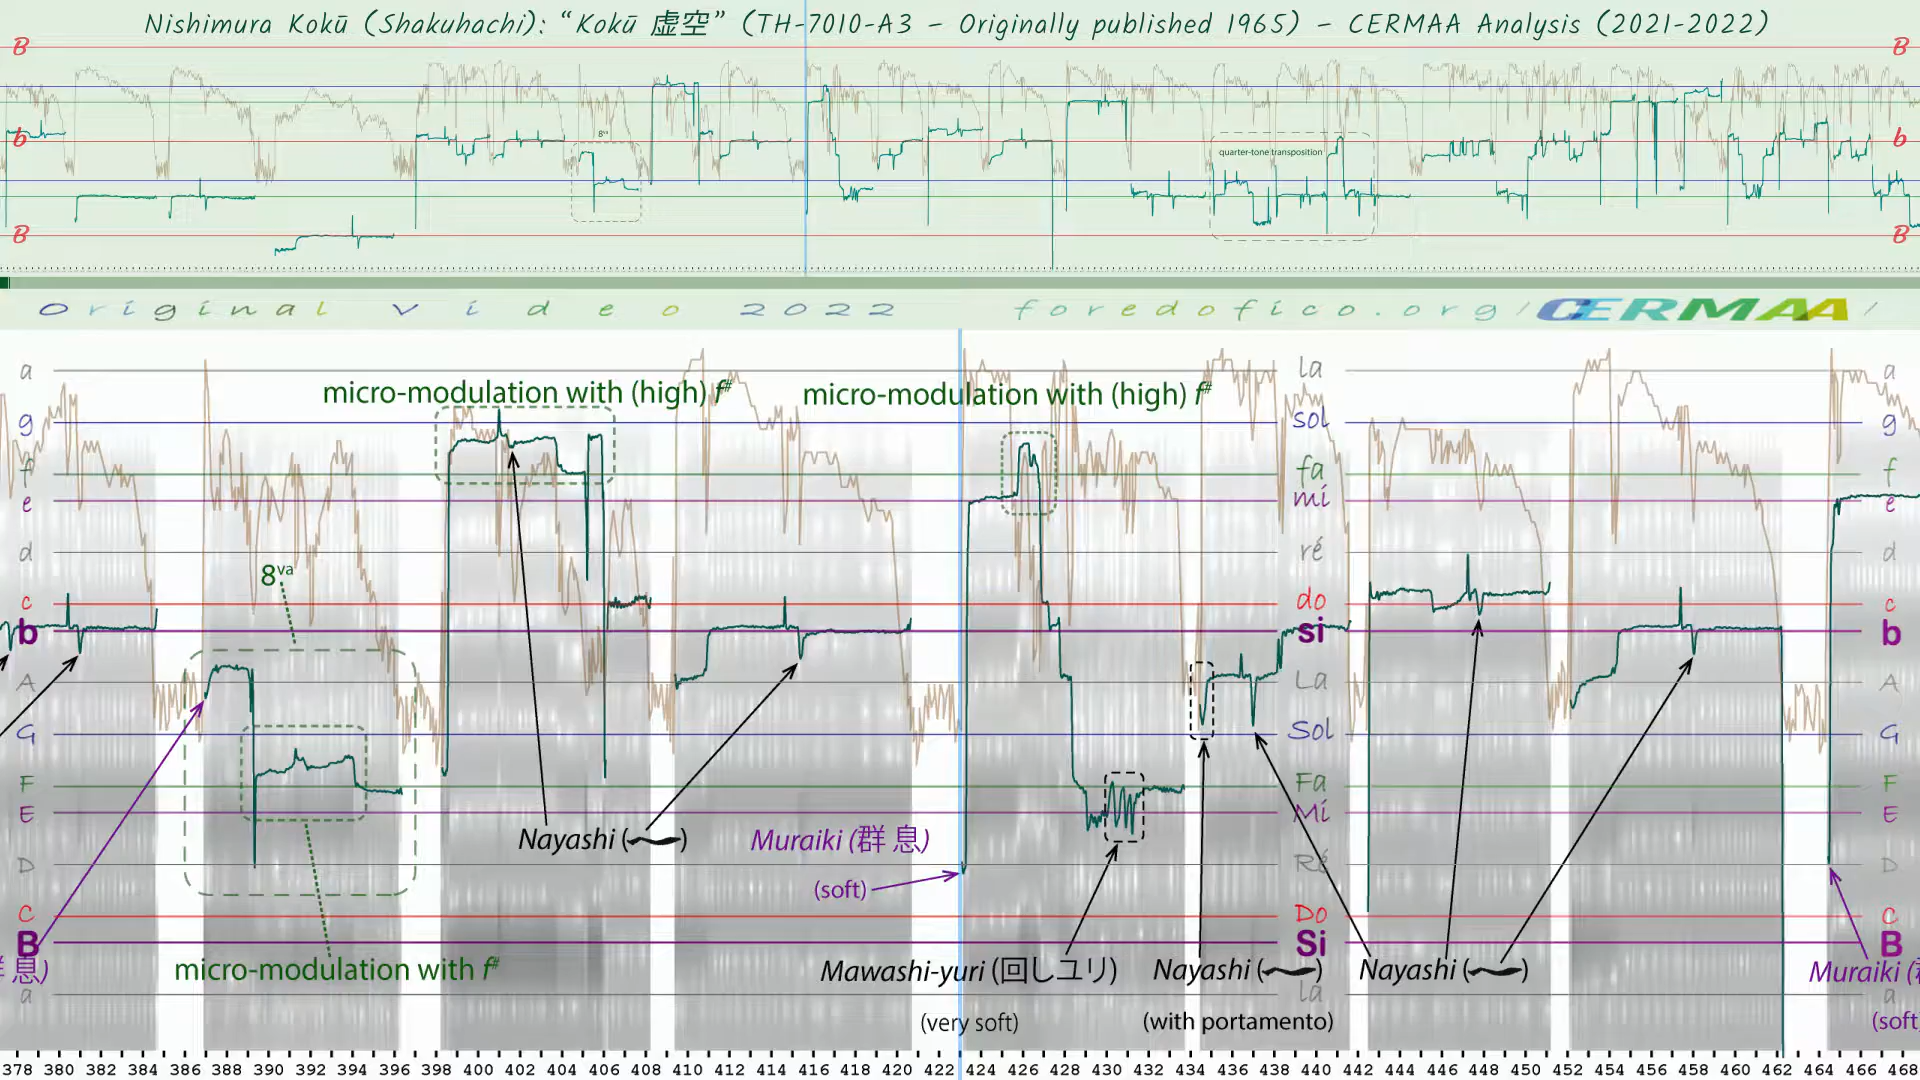 Nishimura Kokū (Shakuhachi): “Kokū 虚空” (TH-7010-A3 – Originally published 1965) – CERMAA Analysis (2021-2022)
B B
8va
b b
quarter-tone transposition
B B
Original Video 2022 foredofico.org/CERMAA/
a la a
micro-modulation with (high) f# micro-modulation with (high) f#
g sol g
f fa f
e mi e
d ré d
8va
c do c
b si b
A La A
G Sol G
F Fa F
E Mi E
Nayashi ( ) Muraiki (群 息)
D Ré D
(soft)
C Do C
B Si B
息) micro-modulation with f# Mawashi-yuri (回しユリ) Nayashi ( ) Nayashi ( ) Muraiki (
a la a
(very soft) (with portamento) (soft
378 380 382 384 386 388 390 392 394 396 398 400 402 404 406 408 410 412 414 416 418 420 422 424 426 428 430 432 434 436 438 440 442 444 446 448 450 452 454 456 458 460 462 464 466 468